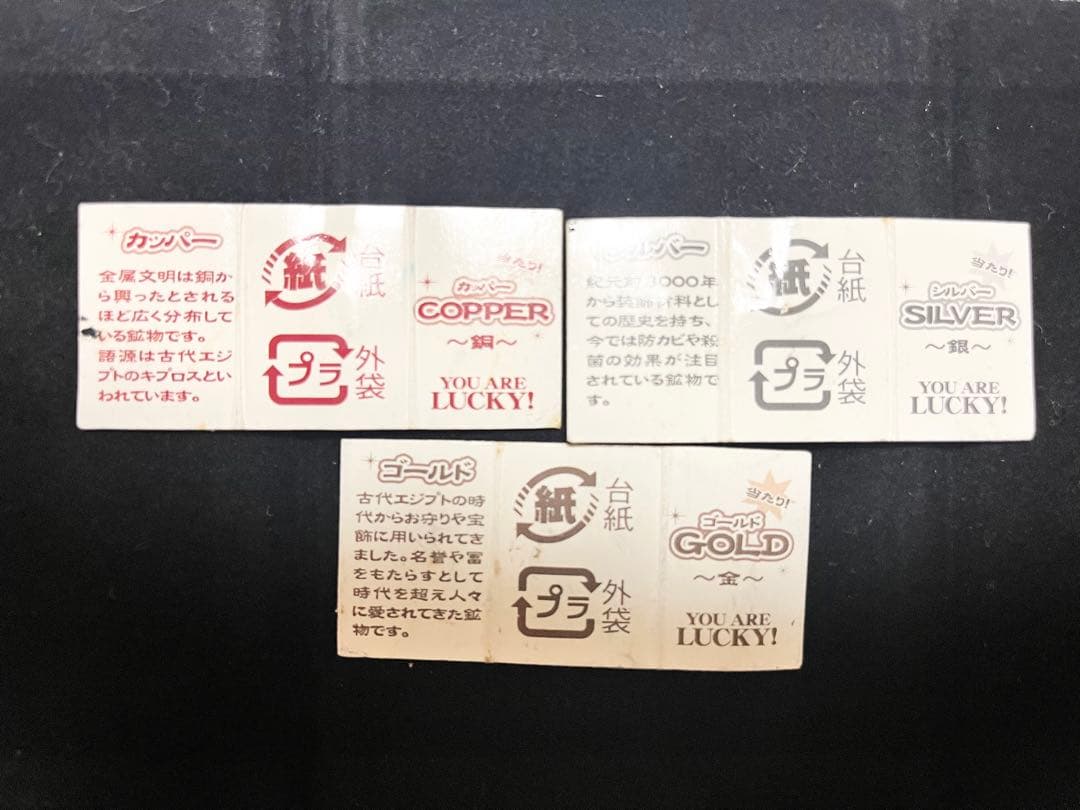 カッパー
金属文明は銅か
ら興ったとされる
ほど広く分布して
いる鉱物です。
語源は古代エジ
プトのキプロスとい
われています。
紙
台紙
プラ
外袋
当たり!
カッパー
COPPER
～銅～
YOU ARE
LUCKY!
シルバー
紀元前3000年
から装飾材料とし
ての歴史を持ち、
今では防カビや殺
菌の効果が注目
されている鉱物で
す。
紙
台紙
プラ
外袋
当たり!
シルバー
SILVER
～銀～
YOU ARE
LUCKY!
ゴールド
古代エジプトの時
代からお守りや宝
飾に用いられてき
ました。名誉や富
をもたらすとして
時代を超え人々
に愛されてきた鉱
物です。
紙
台紙
プラ
外袋
当たり!
ゴールド
GOLD
～金～
YOU ARE
LUCKY!